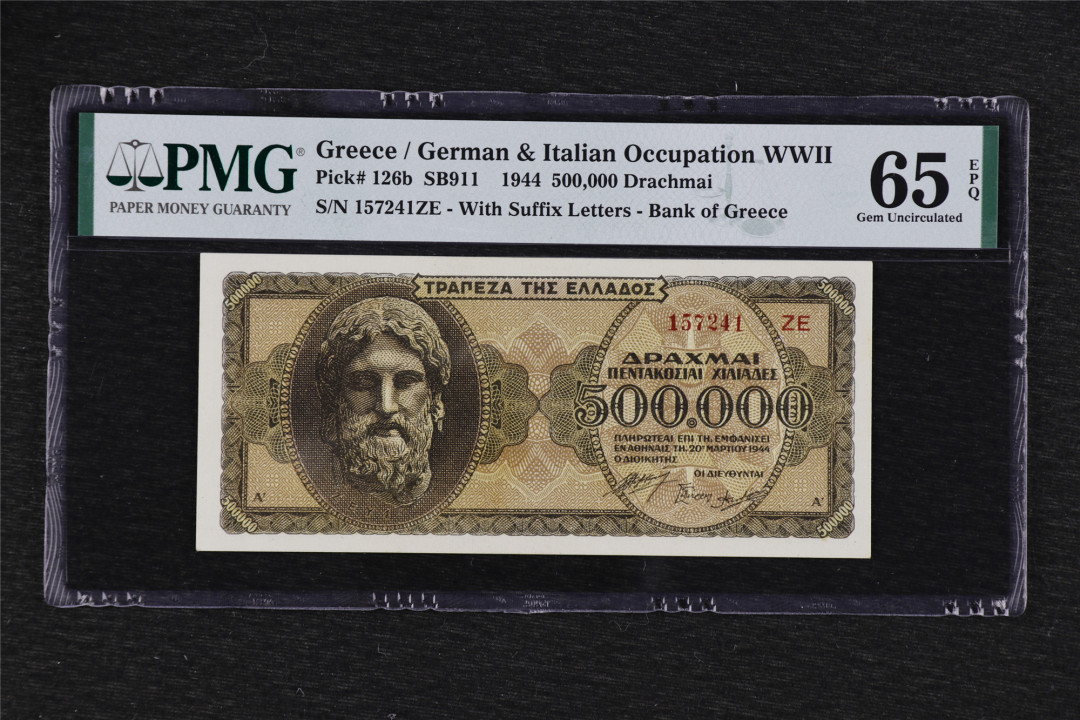 PMG®
PAPER MONEY GUARANTY
Greece / German & Italian Occupation WWII
Pick# 126b SB911 1944 500,000 Drachmai
S/N 157241ZE - With Suffix Letters - Bank of Greece
65
EPQ
Gem Uncirculated
500000
ΤΡΑΠΕΖΑ ΤΗΣ ΕΛΛΑΔΟΣ
500000
157241 ZE
ΔΡΑΧΜΑΙ
ΠΕΝΤΑΚΟΣΙΑΙ ΧΙΛΙΑΔΕΣ
500.000
ΠΛΗΡΩΤΕΑΙ ΕΠΙ ΤΗ, ΕΜΦΑΝΙΣΕΙ
ΕΝ ΑΘΗΝΑΙΣ ΤΗ, 20ῌ ΜΑΡΤΙΟΥ 1944
Ο ΔΙΟΙΚΗΤΗΣ
ΟΙ ΔΙΕΥΘΥΝΤΑΙ
Α'
Α'
500000
500000